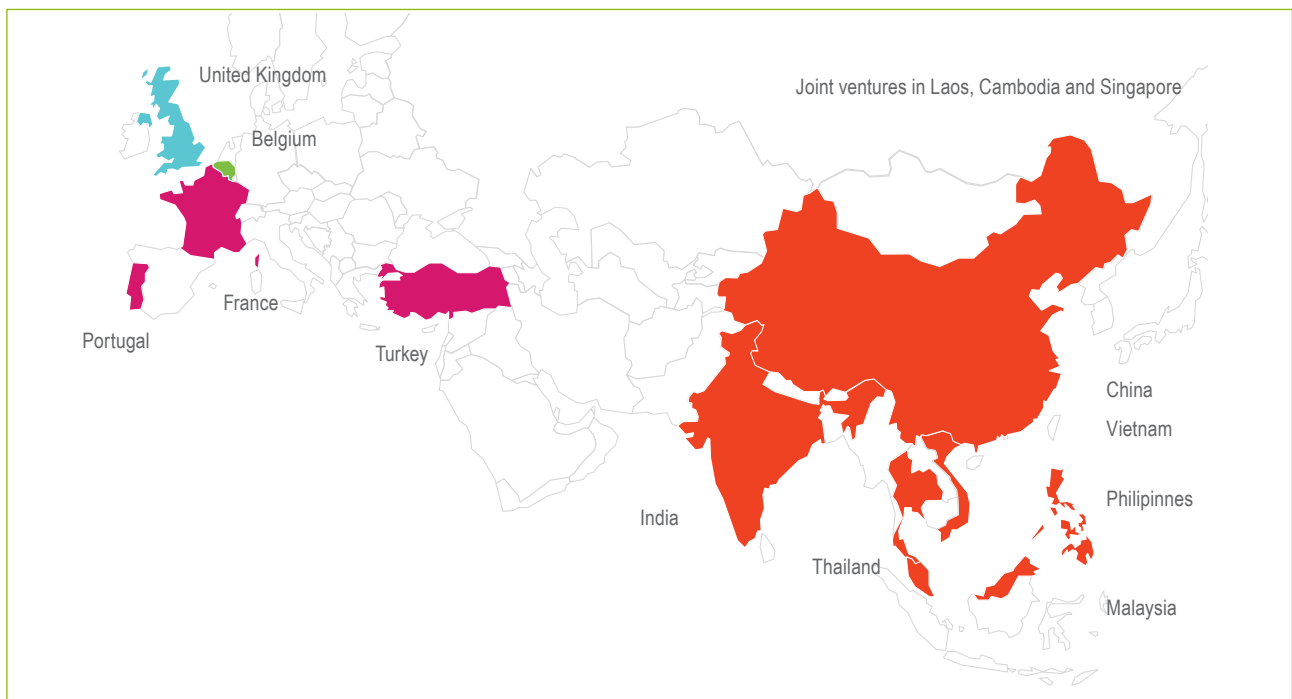 United Kingdom
Joint ventures in Laos, Cambodia and Singapore
Belgium
France
Portugal
Turkey
China
Vietnam
Philipinnes
India
Thailand
Malaysia